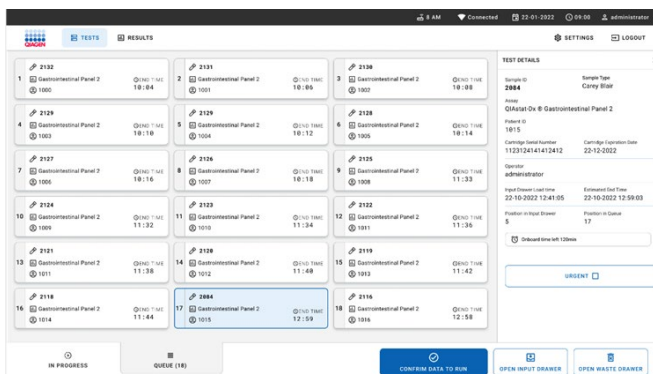 8 AM Connected 22-01-2022 09:00 administrator
QIAGEN TESTS RESULTS SETTINGS LOGOUT
2132
1 Gastrointestinal Panel 2 END TIME
1000 10:04
2131
2 Gastrointestinal Panel 2 END TIME
1001 10:06
2130
3 Gastrointestinal Panel 2 END TIME
1002 10:08
2129
4 Gastrointestinal Panel 2 END TIME
1003 10:10
2129
5 Gastrointestinal Panel 2 END TIME
1004 10:12
2128
6 Gastrointestinal Panel 2 END TIME
1005 10:14
2127
7 Gastrointestinal Panel 2 END TIME
1006 10:16
2126
8 Gastrointestinal Panel 2 END TIME
1007 10:18
2125
9 Gastrointestinal Panel 2 END TIME
1008 11:33
2124
10 Gastrointestinal Panel 2 END TIME
1009 11:32
2123
11 Gastrointestinal Panel 2 END TIME
1010 11:34
2122
12 Gastrointestinal Panel 2 END TIME
1011 11:36
2121
13 Gastrointestinal Panel 2 END TIME
1011 11:38
2120
14 Gastrointestinal Panel 2 END TIME
1012 11:40
2119
15 Gastrointestinal Panel 2 END TIME
1013 11:42
2118
16 Gastrointestinal Panel 2 END TIME
1014 11:44
2084
17 Gastrointestinal Panel 2 END TIME
1015 12:59
2116
18 Gastrointestinal Panel 2 END TIME
1016 12:58
TEST DETAILS
Sample ID Sample Type
2084 Carey Blair
Assay
QIAstat-Dx ® Gastrointestinal Panel 2
Patient ID
1015
Cartridge Serial Number Cartridge Expiration Date
1123124141412412 22-12-2022
Operator
administrator
Input Drawer Load time Estimated End Time
22-10-2022 12:41:05 22-10-2022 12:59:03
Position in Input Drawer Position in Queue
5 17
Onboard time left 120min
URGENT
IN PROGRESS QUEUE (18) CONFRIM DATA TO RUN OPEN INPUT DRAWER OPEN WASTE DRAWER